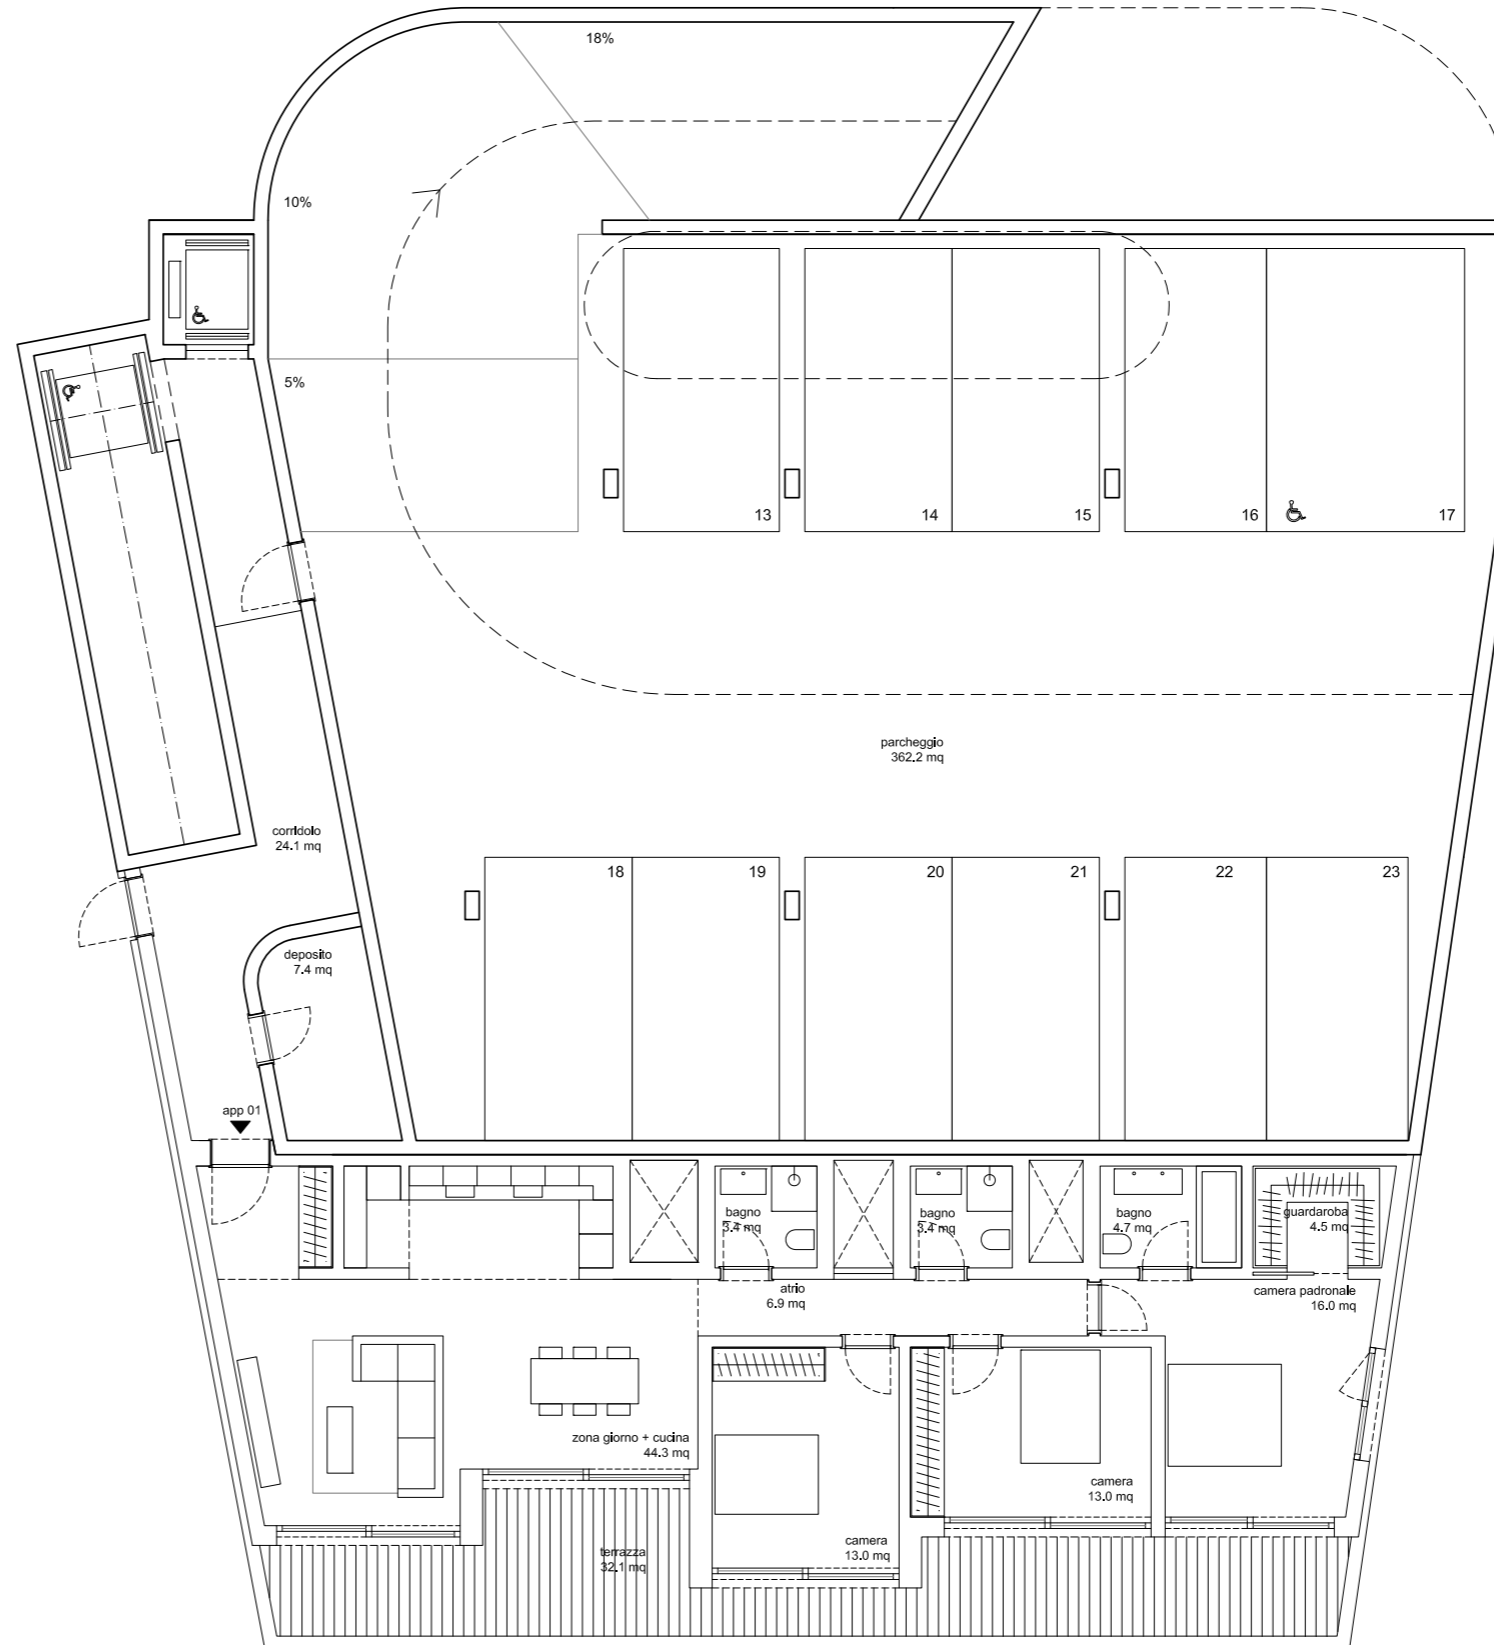 18%
10%
5%
13
14
15
16
17
parcheggio
362.2 mq
corridoio
24.1 mq
18
19
20
21
22
23
deposito
7.4 mq
app 01
bagno
3.4 mq
bagno
3.4 mq
bagno
4.7 mq
guardaroba
4.5 mq
atrio
6.9 mq
camera padronale
16.0 mq
zona giorno + cucina
44.3 mq
camera
13.0 mq
camera
13.0 mq
terrazza
32.1 mq